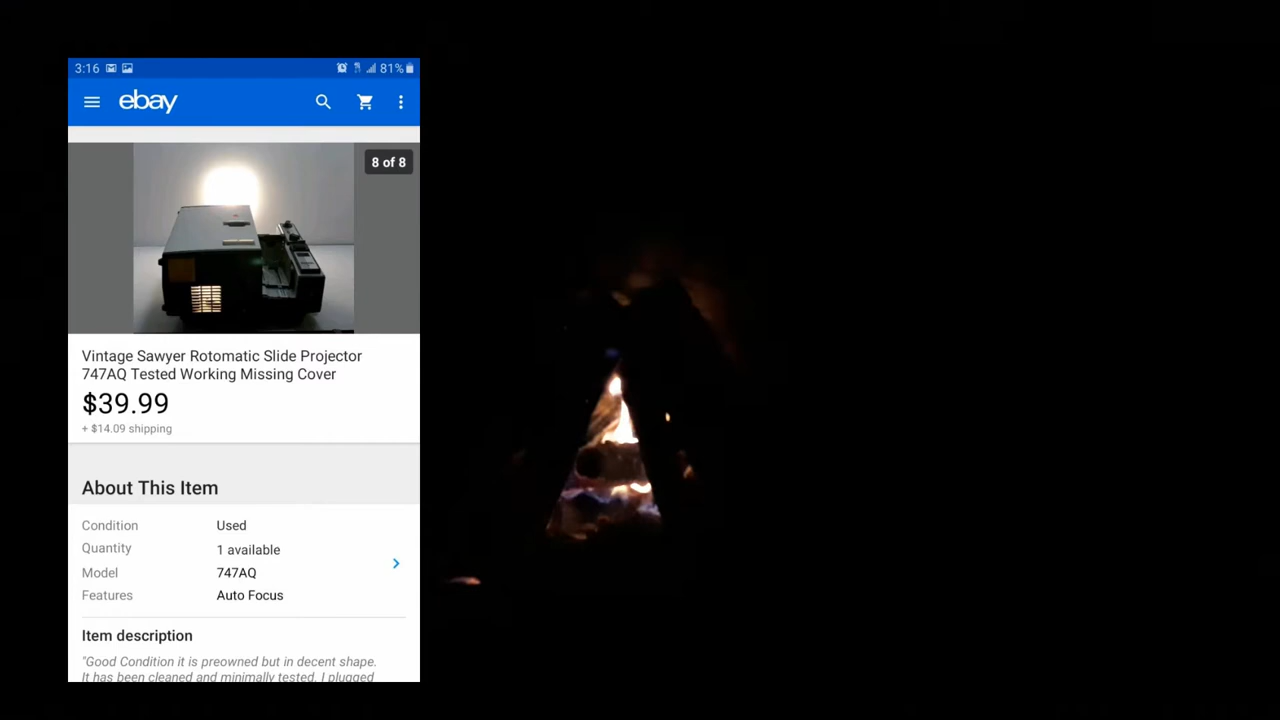 3:16 81%
ebay
8 of 8
Vintage Sawyer Rotomatic Slide Projector
747AQ Tested Working Missing Cover
$39.99
+ $14.09 shipping
About This Item
Condition Used
Quantity 1 available
Model 747AQ
Features Auto Focus
Item description
"Good Condition it is preowned but in decent shape.
It has been cleaned and minimally tested. I plugged